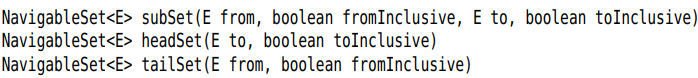 NavigableSet<E> subSet(E from, boolean fromInclusive, E to, boolean toInclusive)
NavigableSet<E> headSet(E to, boolean toInclusive)
NavigableSet<E> tailSet(E from, boolean fromInclusive)